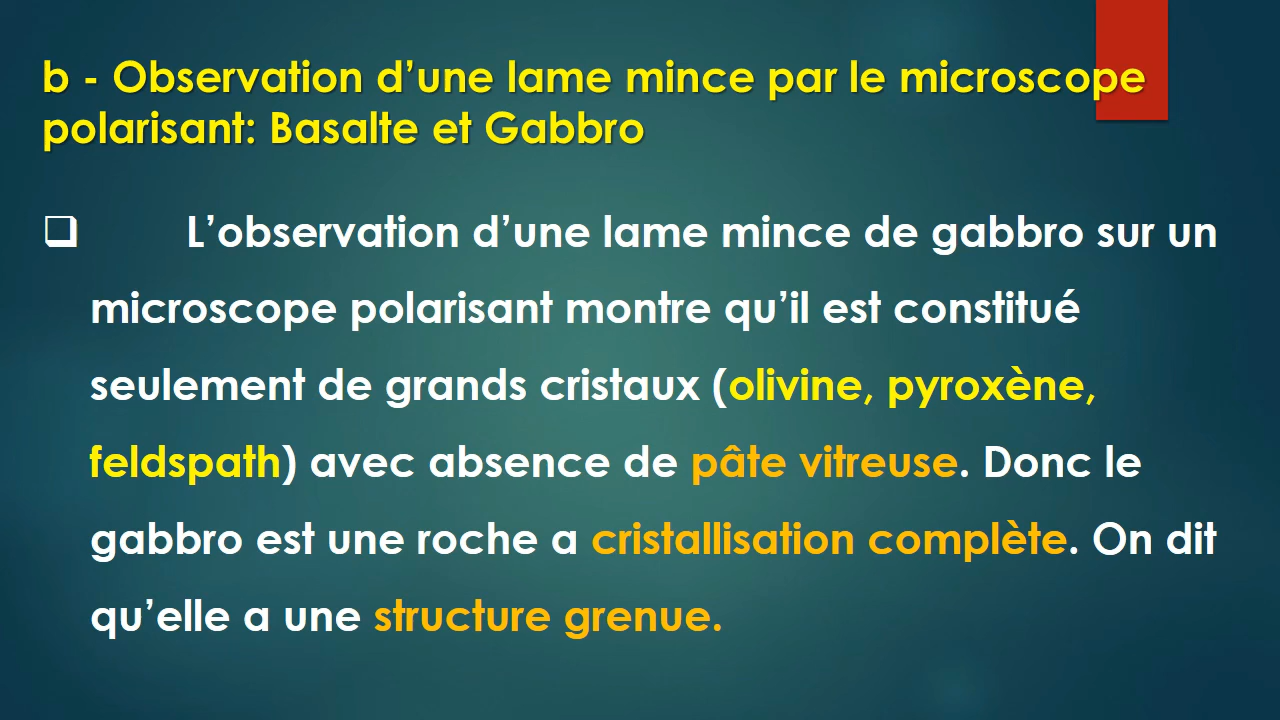 b - Observation d’une lame mince par le microscope
polarisant: Basalte et Gabbro
❑ L’observation d’une lame mince de gabbro sur un
microscope polarisant montre qu’il est constitué
seulement de grands cristaux (olivine, pyroxène,
feldspath) avec absence de pâte vitreuse. Donc le
gabbro est une roche a cristallisation complète. On dit
qu’elle a une structure grenue.